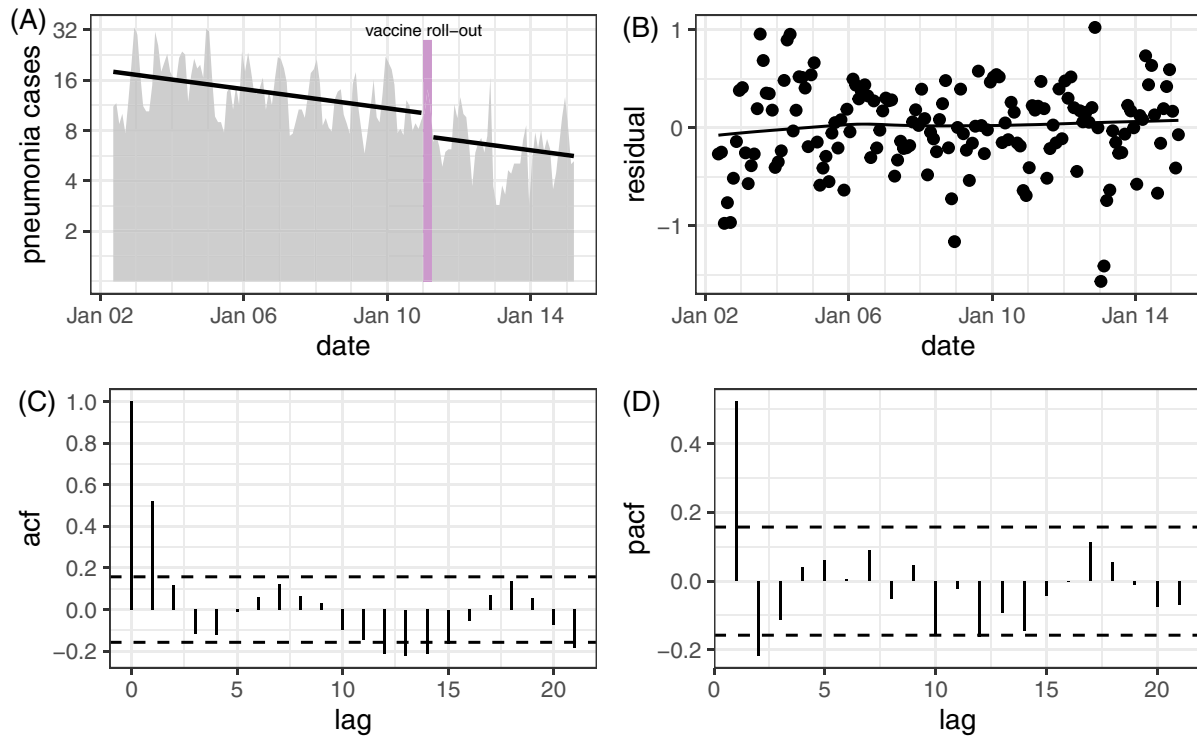 (A)
pneumonia cases
32
16
8
4
2
vaccine roll−out
Jan 02 Jan 06 Jan 10 Jan 14
date
(B)
residual
1
0
−1
Jan 02 Jan 06 Jan 10 Jan 14
date
(C)
acf
1.0
0.8
0.6
0.4
0.2
0.0
−0.2
0 5 10 15 20
lag
(D)
pacf
0.4
0.2
0.0
−0.2
0 5 10 15 20
lag